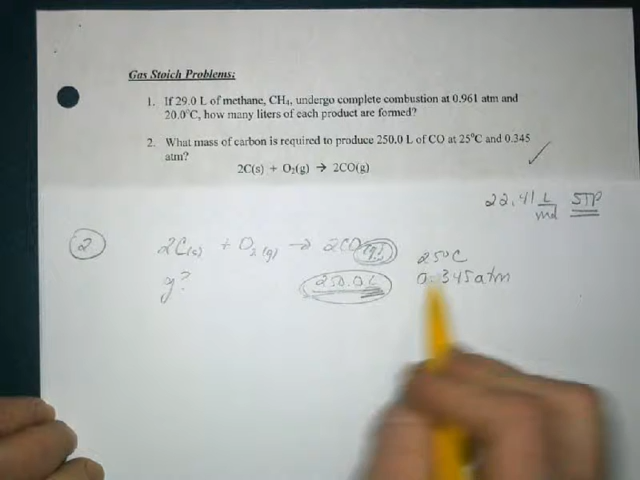 Gas Stoich Problems:
1. If 29.0 L of methane, CH₄, undergo complete combustion at 0.961 atm and
20.0°C, how many liters of each product are formed?
2. What mass of carbon is required to produce 250.0 L of CO at 25°C and 0.345
atm?
2C(s) + O₂(g) → 2CO(g)
22.41 L/mol STP
② 2C(s) + O₂(g) → 2CO(g) 25°C
g? 250.0 L 0.345 atm